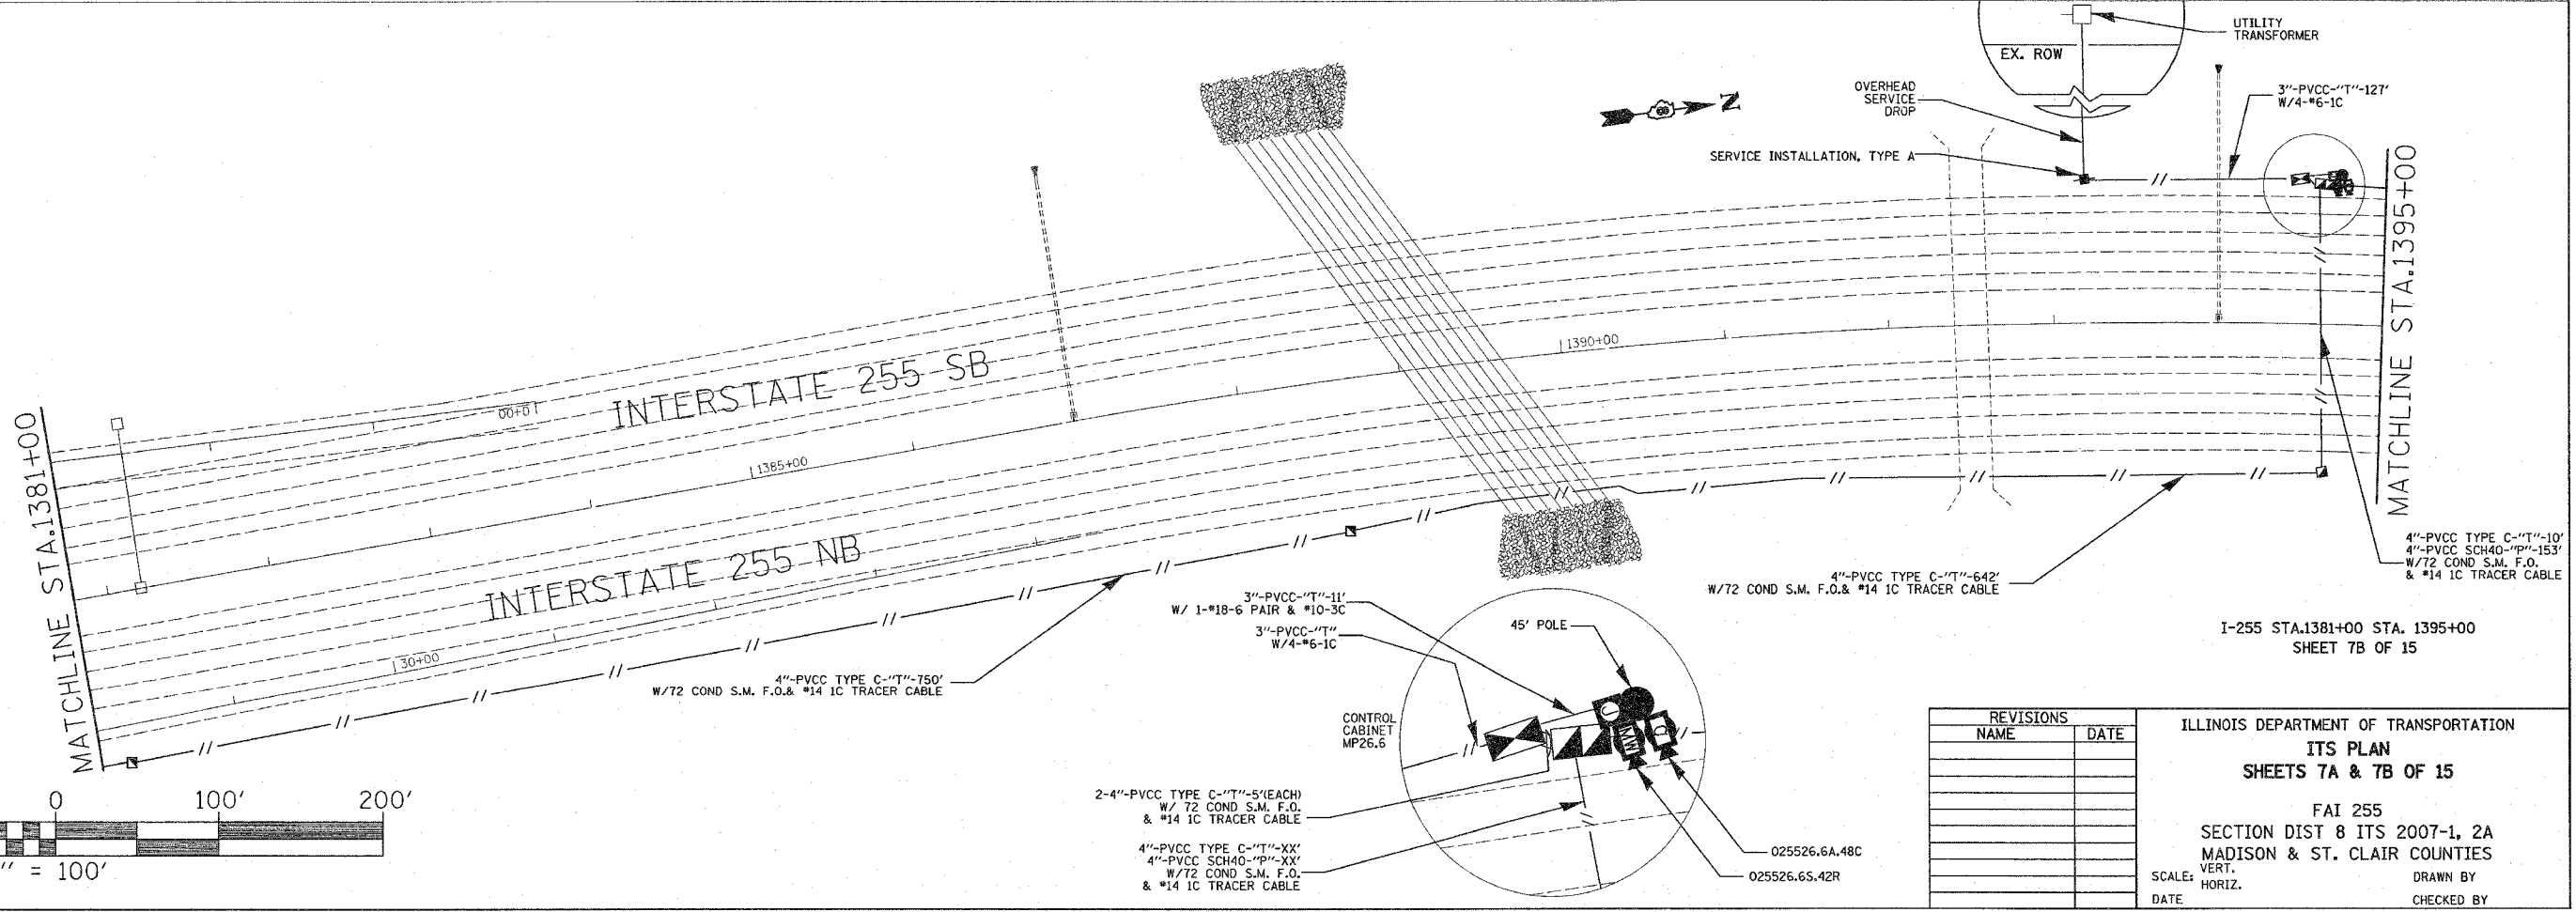 UTILITY
TRANSFORMER
EX. ROW
OVERHEAD
SERVICE
DROP
3"-PVCC-"T"-127'
W/4-#6-1C
N
SERVICE INSTALLATION, TYPE A
MATCHLINE STA.1395+00
1390+00
INTERSTATE 255 SB
10+00
1385+00
MATCHLINE STA.1381+00
INTERSTATE 255 NB
30+00
4"-PVCC TYPE C-"T"-750'
W/72 COND S.M. F.O.& #14 1C TRACER CABLE
4"-PVCC TYPE C-"T"-642'
W/72 COND S.M. F.O.& #14 1C TRACER CABLE
4"-PVCC TYPE C-"T"-10'
4"-PVCC SCH40-"P"-153'
W/72 COND S.M. F.O.
& #14 1C TRACER CABLE
I-255 STA.1381+00 STA. 1395+00
SHEET 7B OF 15
3"-PVCC-"T"-11'
W/ 1-#18-6 PAIR & #10-3C
3"-PVCC-"T"
W/4-#6-1C
45' POLE
CONTROL
CABINET
MP26.6
2-4"-PVCC TYPE C-"T"-5'(EACH)
W/ 72 COND S.M. F.O.
& #14 1C TRACER CABLE
4"-PVCC TYPE C-"T"-XX'
4"-PVCC SCH40-"P"-XX'
W/72 COND S.M. F.O.
& #14 1C TRACER CABLE
025526.6A.48C
025526.6S.42R
0 100' 200'
" = 100'
REVISIONS
NAME DATE
ILLINOIS DEPARTMENT OF TRANSPORTATION
ITS PLAN
SHEETS 7A & 7B OF 15
FAI 255
SECTION DIST 8 ITS 2007-1, 2A
MADISON & ST. CLAIR COUNTIES
SCALE: VERT.
HORIZ.
DRAWN BY
DATE
CHECKED BY